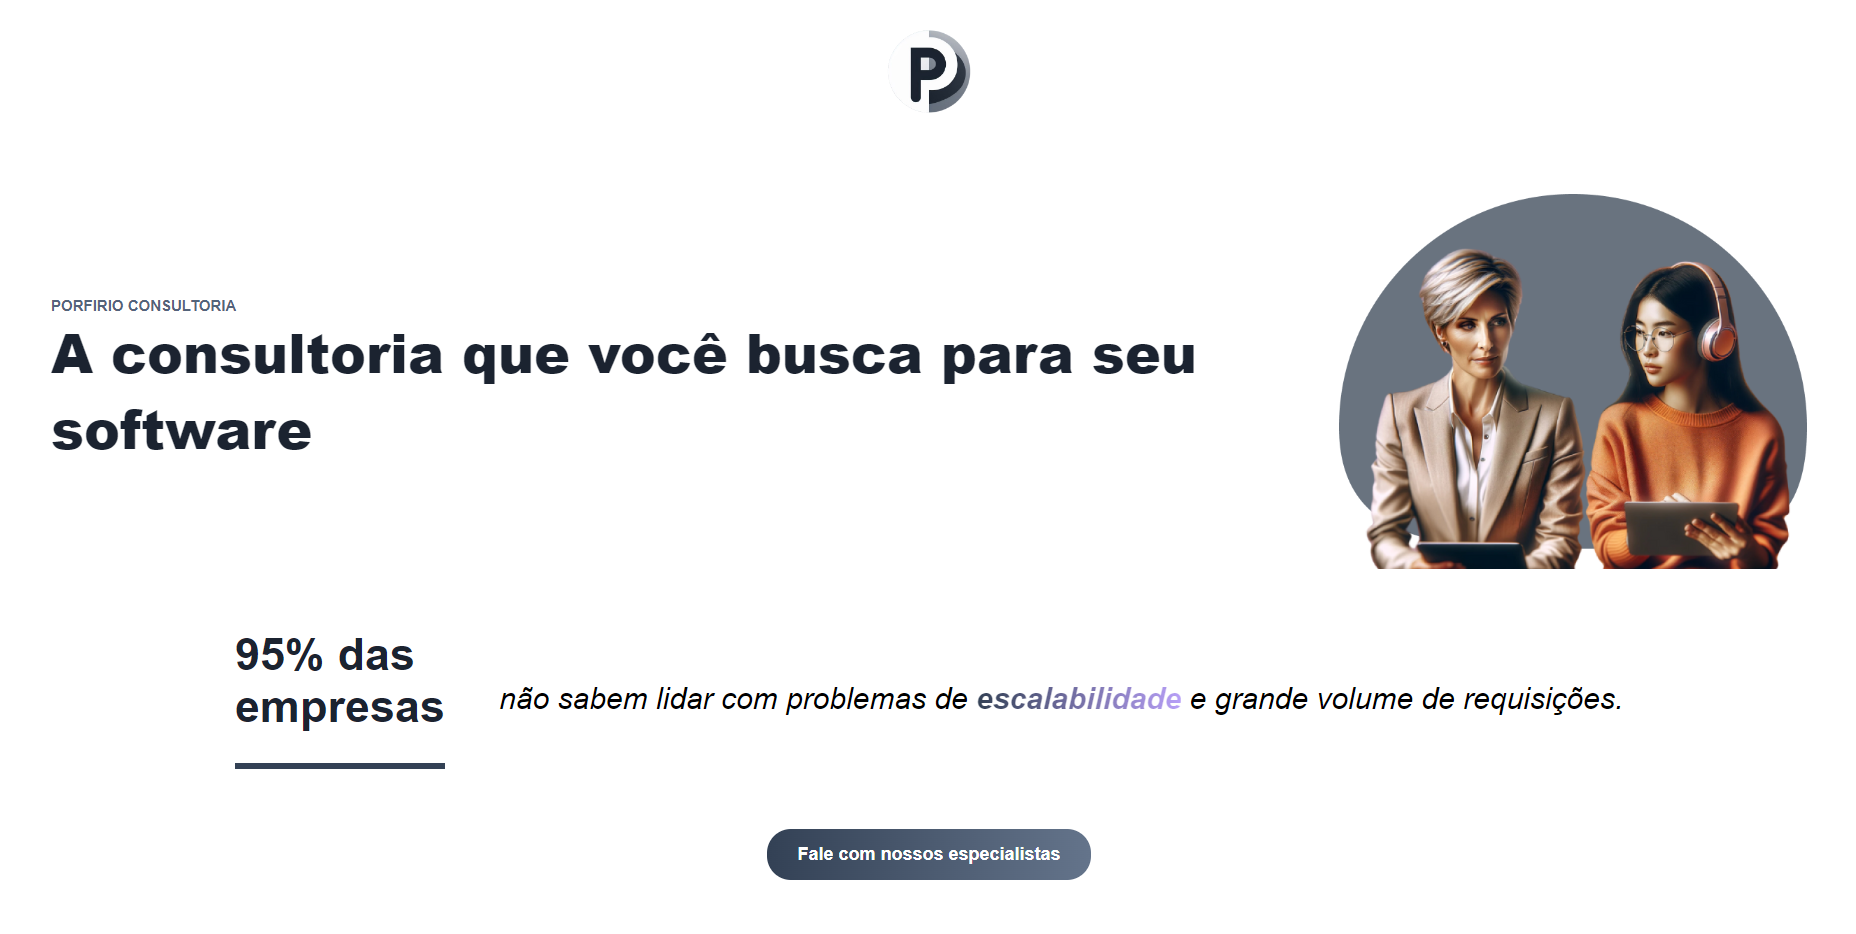 P
PORFIRIO CONSULTORIA
A consultoria que você busca para seu
software
95% das
empresas
não sabem lidar com problemas de escalabilidade e grande volume de requisições.
Fale com nossos especialistas